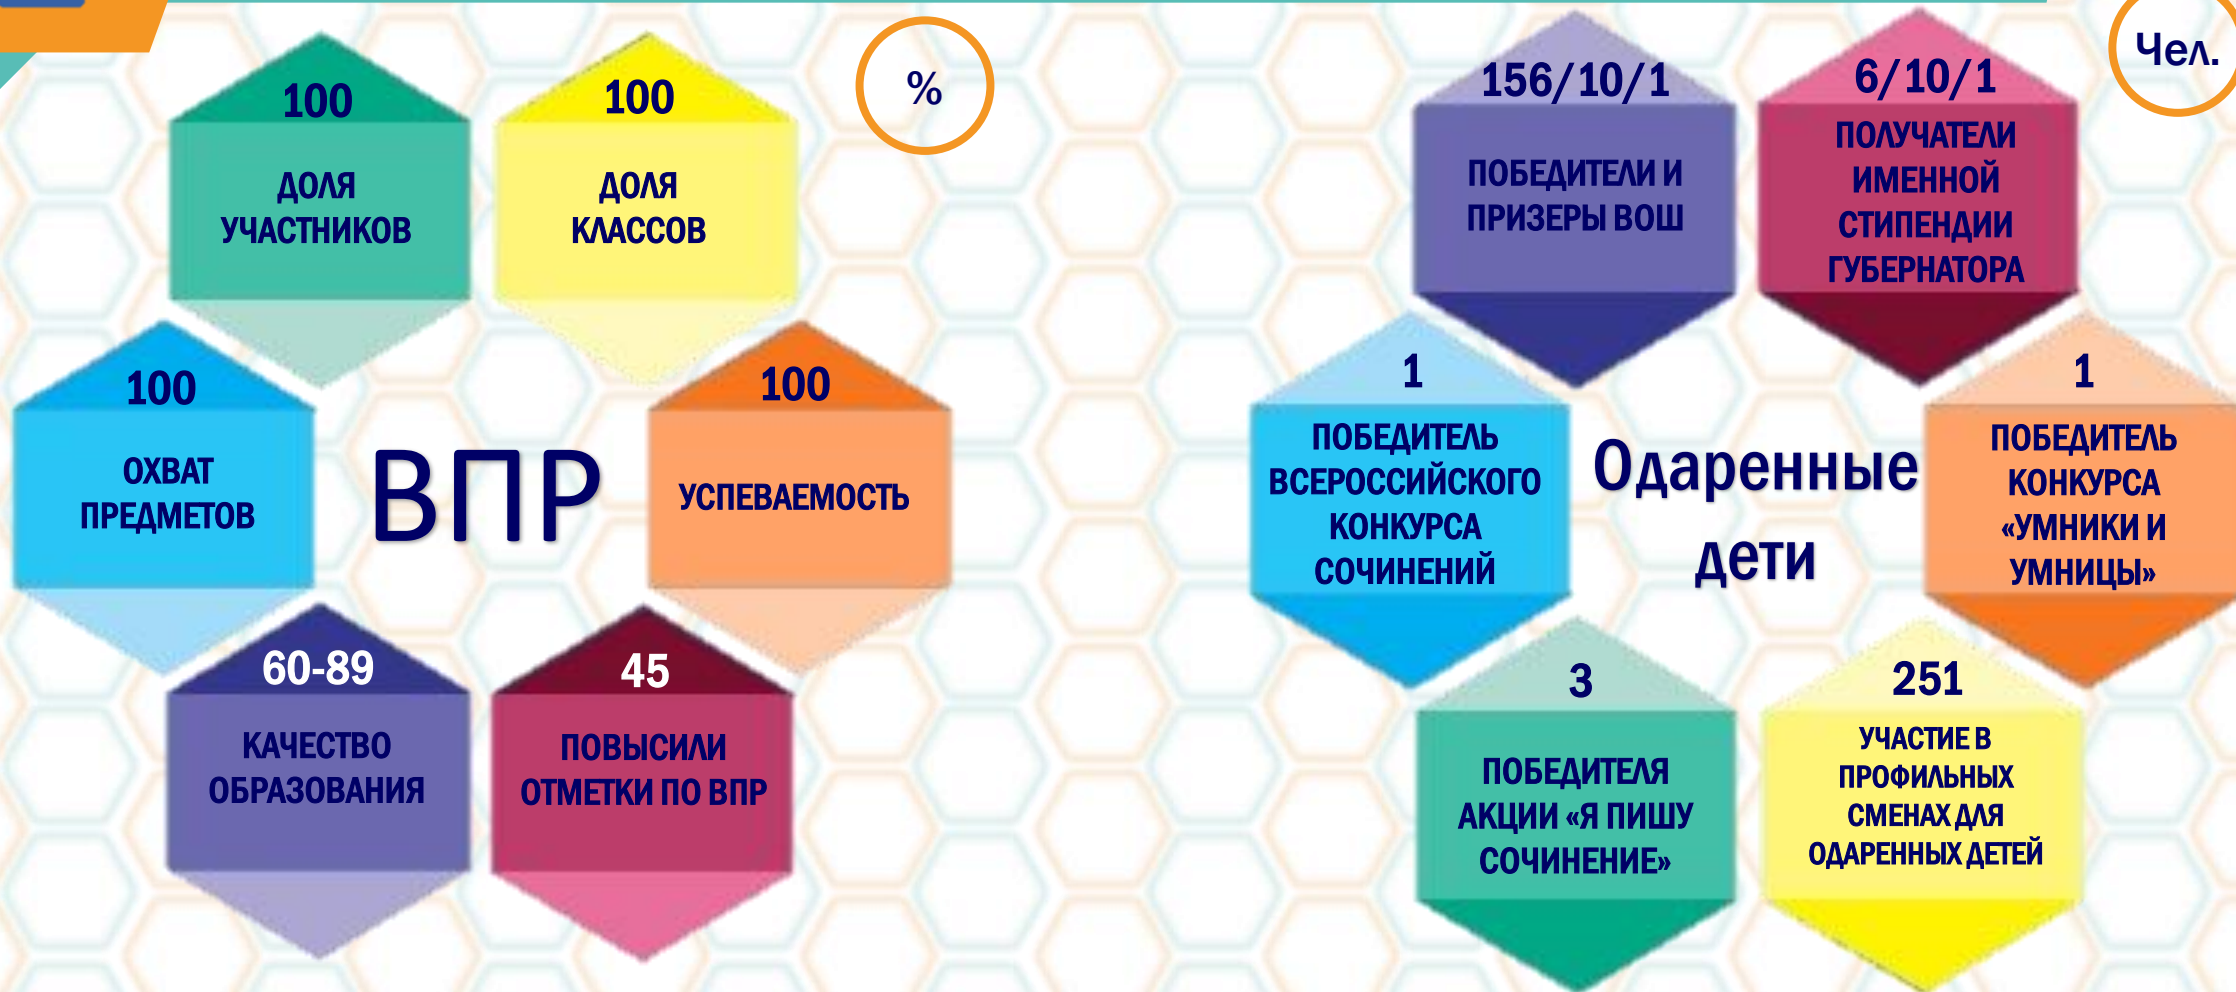 100
ДОЛЯ
УЧАСТНИКОВ
100
ДОЛЯ
КЛАССОВ
%
100
ОХВАТ
ПРЕДМЕТОВ
ВПР
100
УСПЕВАЕМОСТЬ
60-89
КАЧЕСТВО
ОБРАЗОВАНИЯ
45
ПОВЫСИЛИ
ОТМЕТКИ ПО ВПР
156/10/1
ПОБЕДИТЕЛИ И
ПРИЗЕРЫ ВОШ
6/10/1
ПОЛУЧАТЕЛИ
ИМЕННОЙ
СТИПЕНДИИ
ГУБЕРНАТОРА
Чел.
1
ПОБЕДИТЕЛЬ
ВСЕРОССИЙСКОГО
КОНКУРСА
СОЧИНЕНИЙ
Одаренные
дети
1
ПОБЕДИТЕЛЬ
КОНКУРСА
«УМНИКИ И
УМНИЦЫ»
3
ПОБЕДИТЕЛЯ
АКЦИИ «Я ПИШУ
СОЧИНЕНИЕ»
251
УЧАСТИЕ В
ПРОФИЛЬНЫХ
СМЕНАХ ДЛЯ
ОДАРЕННЫХ ДЕТЕЙ